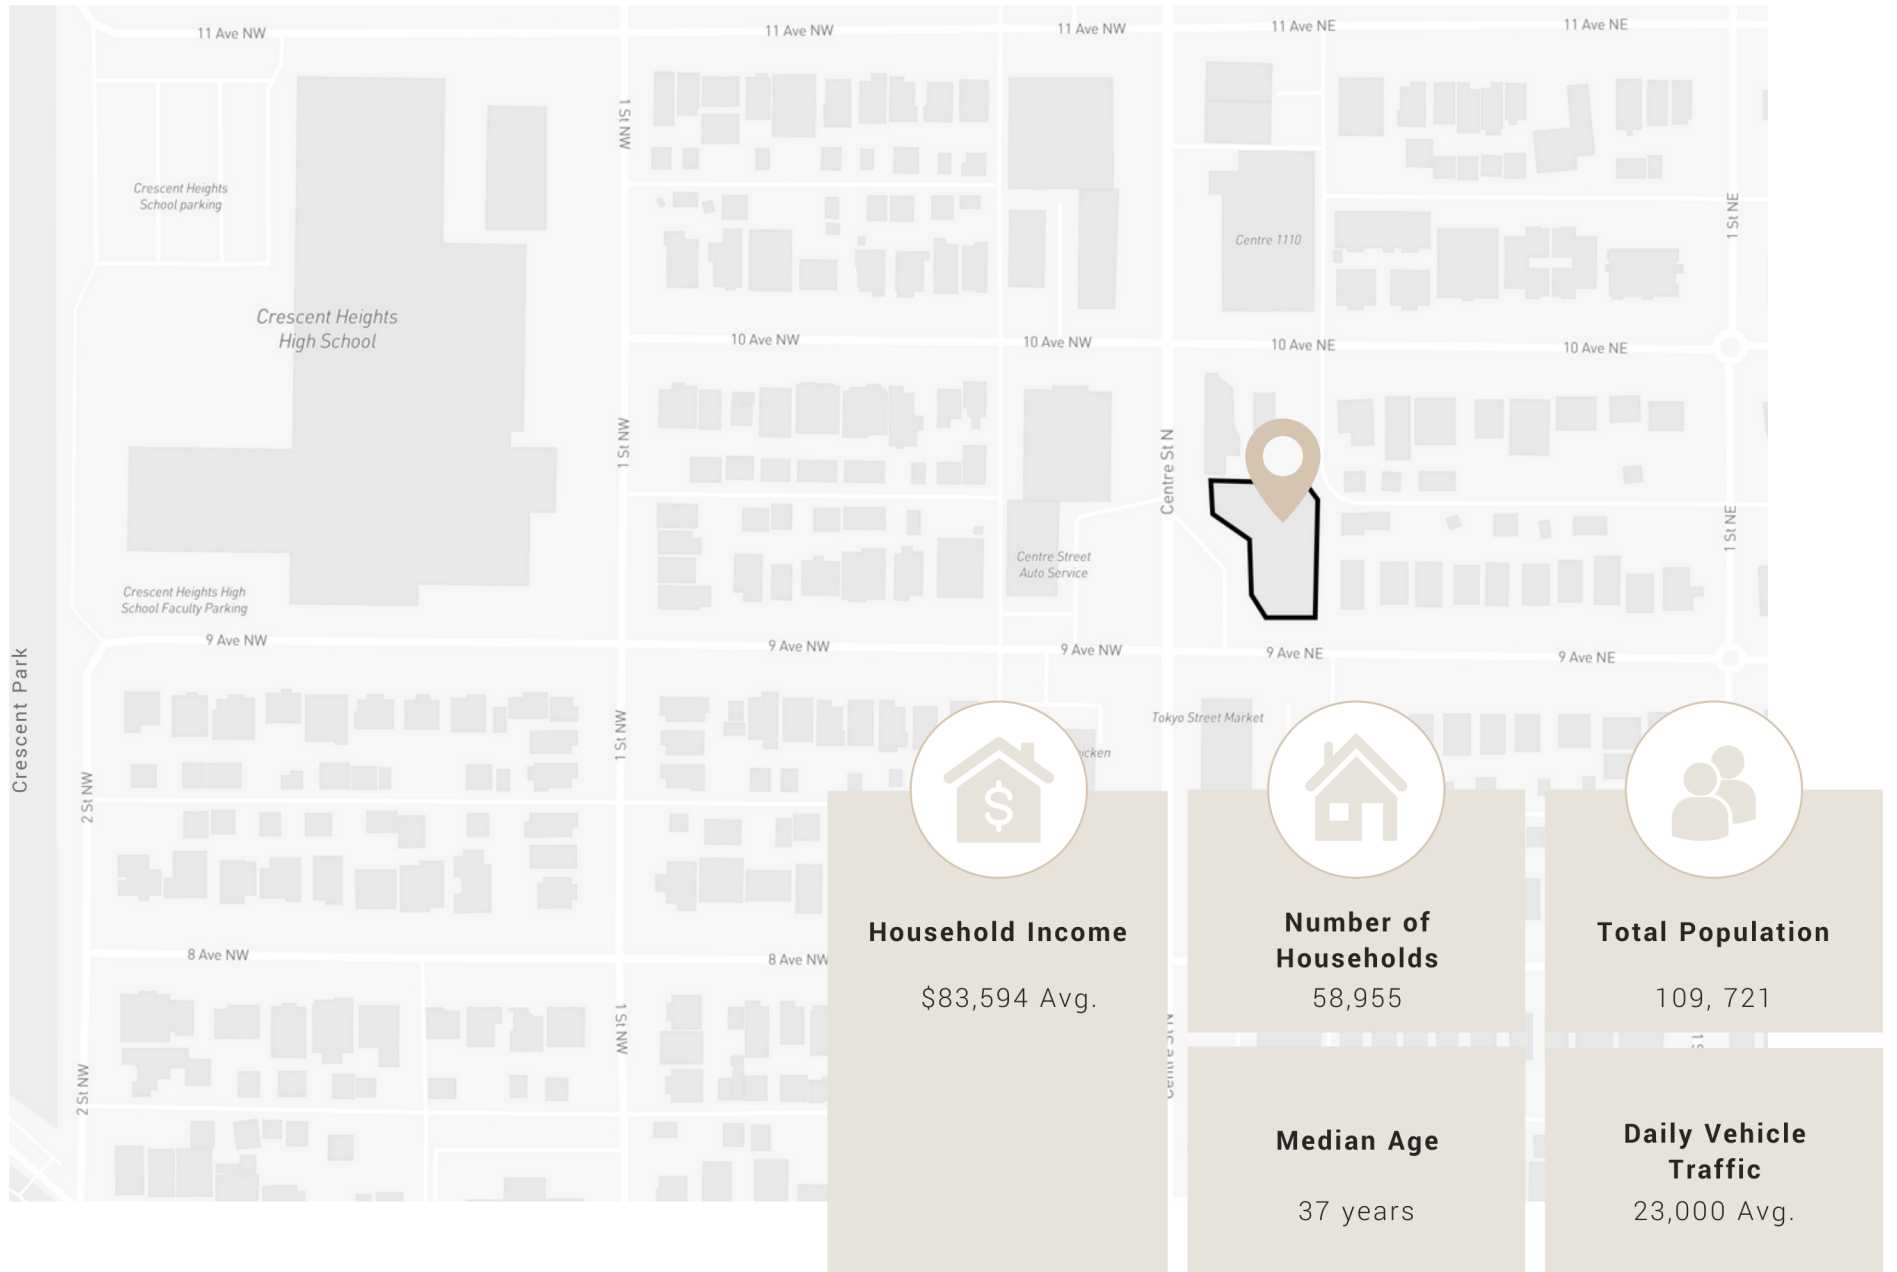 11 Ave NW
11 Ave NW
11 Ave NW
11 Ave NE
11 Ave NE
1 St NW
Crescent Heights
School parking
Centre 1110
1 St NE
Crescent Heights
High School
10 Ave NW
10 Ave NW
10 Ave NE
10 Ave NE
1 St NW
Centre St N
1 St NE
Centre Street
Auto Service
Crescent Heights High
School Faculty Parking
9 Ave NW
9 Ave NW
9 Ave NW
9 Ave NE
9 Ave NE
Crescent Park
2 St NW
1 St NW
Tokyo Street Market
Household Income
$83,594 Avg.
Number of
Households
58,955
Total Population
109, 721
8 Ave NW
8 Ave NW
2 St NW
1 St NW
Centre St N
Median Age
37 years
Daily Vehicle
Traffic
23,000 Avg.